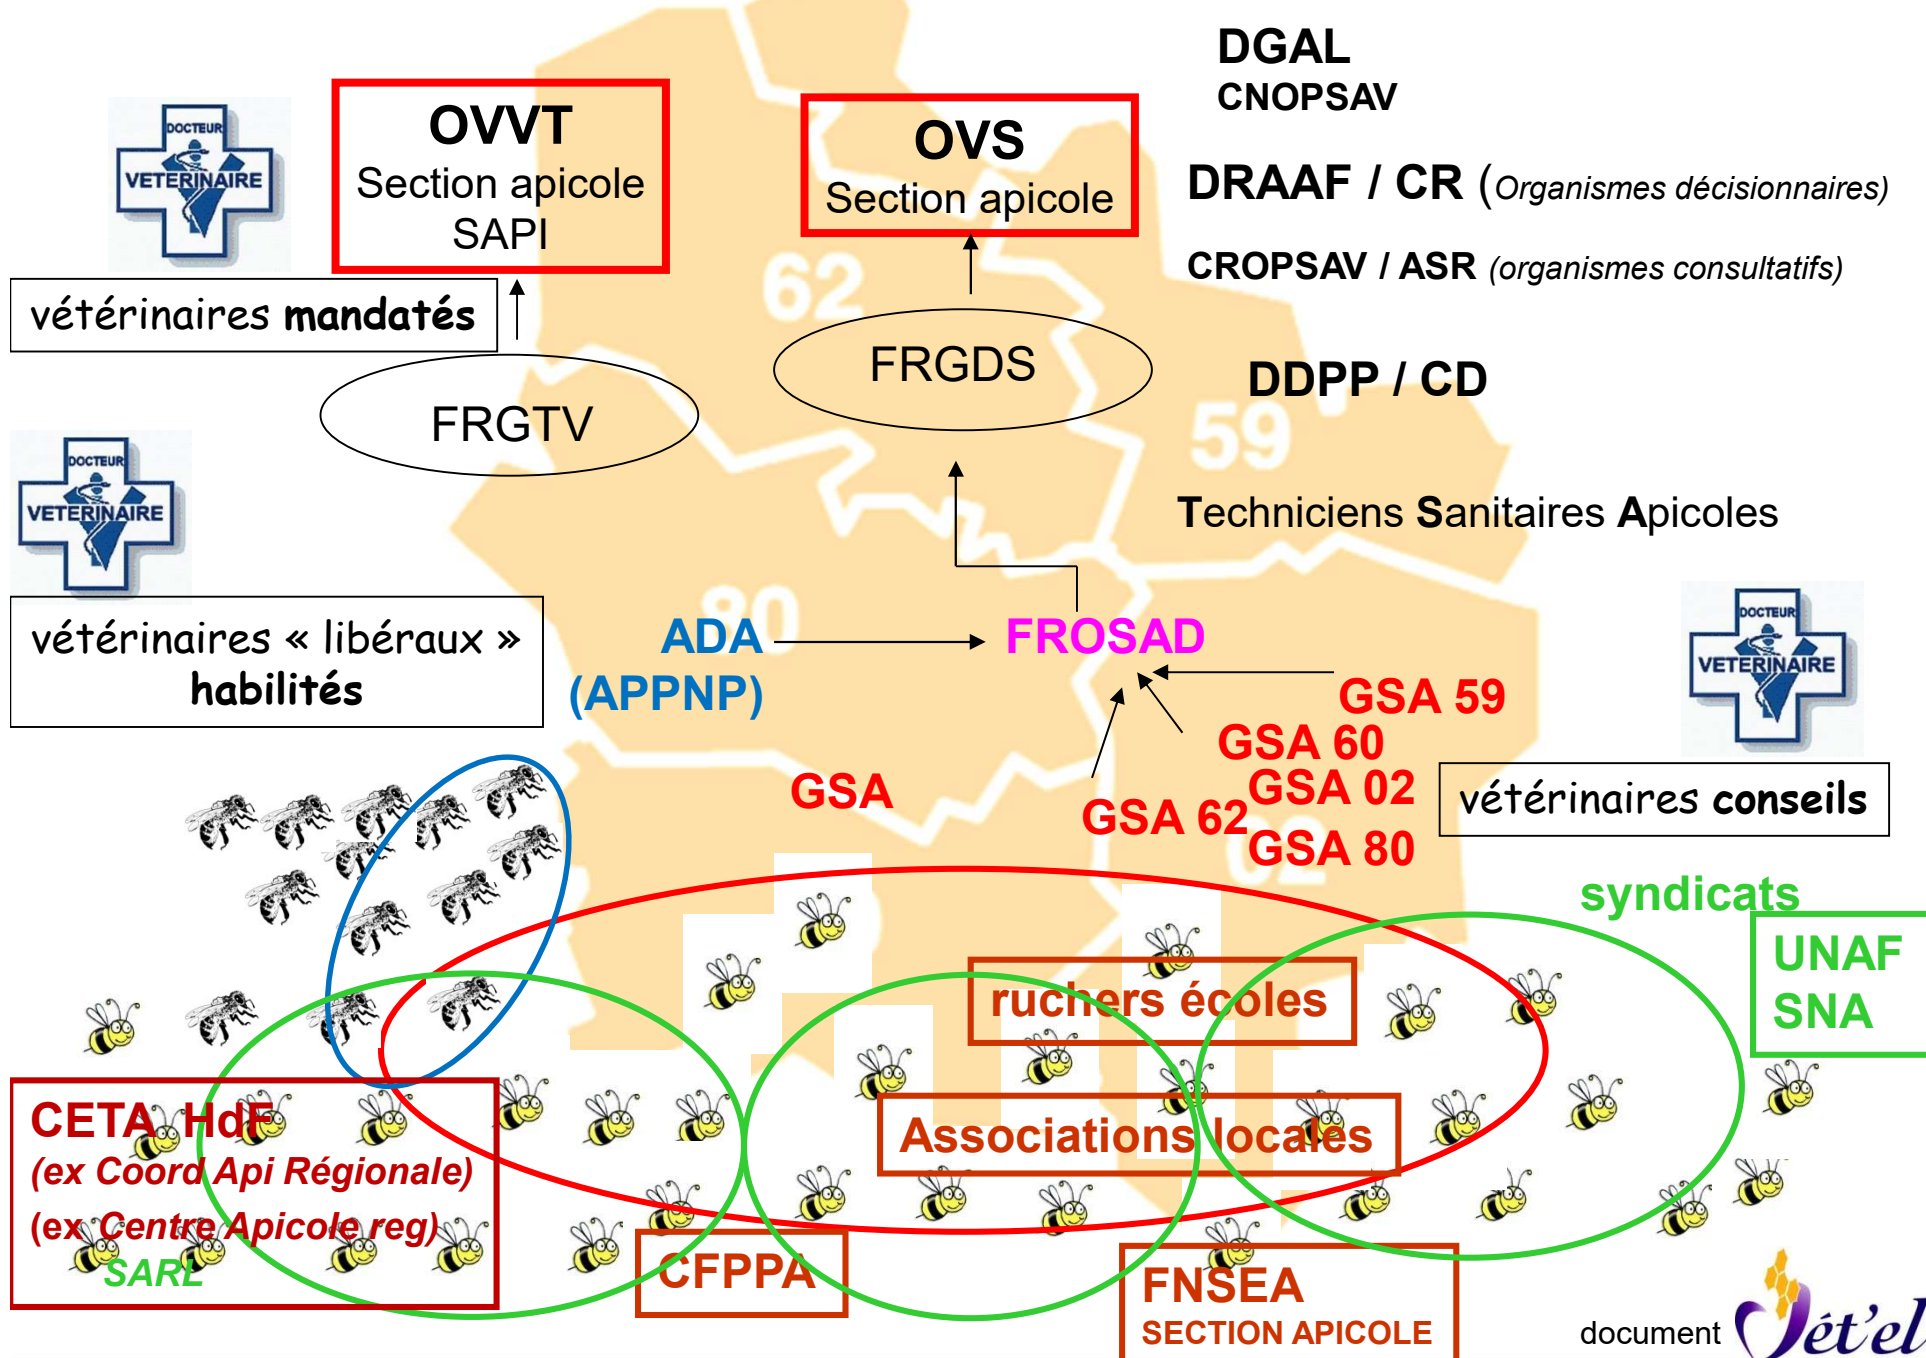 DGAL
CNOPSAV
DOCTEUR
VETERINAIRE
OVVT
Section apicole
SAPI
OVS
Section apicole
DRAAF / CR (Organismes décisionnaires)
CROPSAV / ASR (organismes consultatifs)
62
vétérinaires mandatés
FRGDS
DDPP / CD
FRGTV
59
DOCTEUR
VETERINAIRE
Techniciens Sanitaires Apicoles
80
vétérinaires « libéraux »
habilités
ADA
(APPNP)
FROSAD
DOCTEUR
VETERINAIRE
GSA 59
GSA 60
GSA
GSA 02
GSA 62
GSA 80
02
vétérinaires conseils
syndicats
UNAF
SNA
ruchers écoles
Associations locales
CETA HdF
(ex Coord Api Régionale)
(ex Centre Apicole reg)
SARL
CFPPA
FNSEA
SECTION APICOLE
document
Vét'el